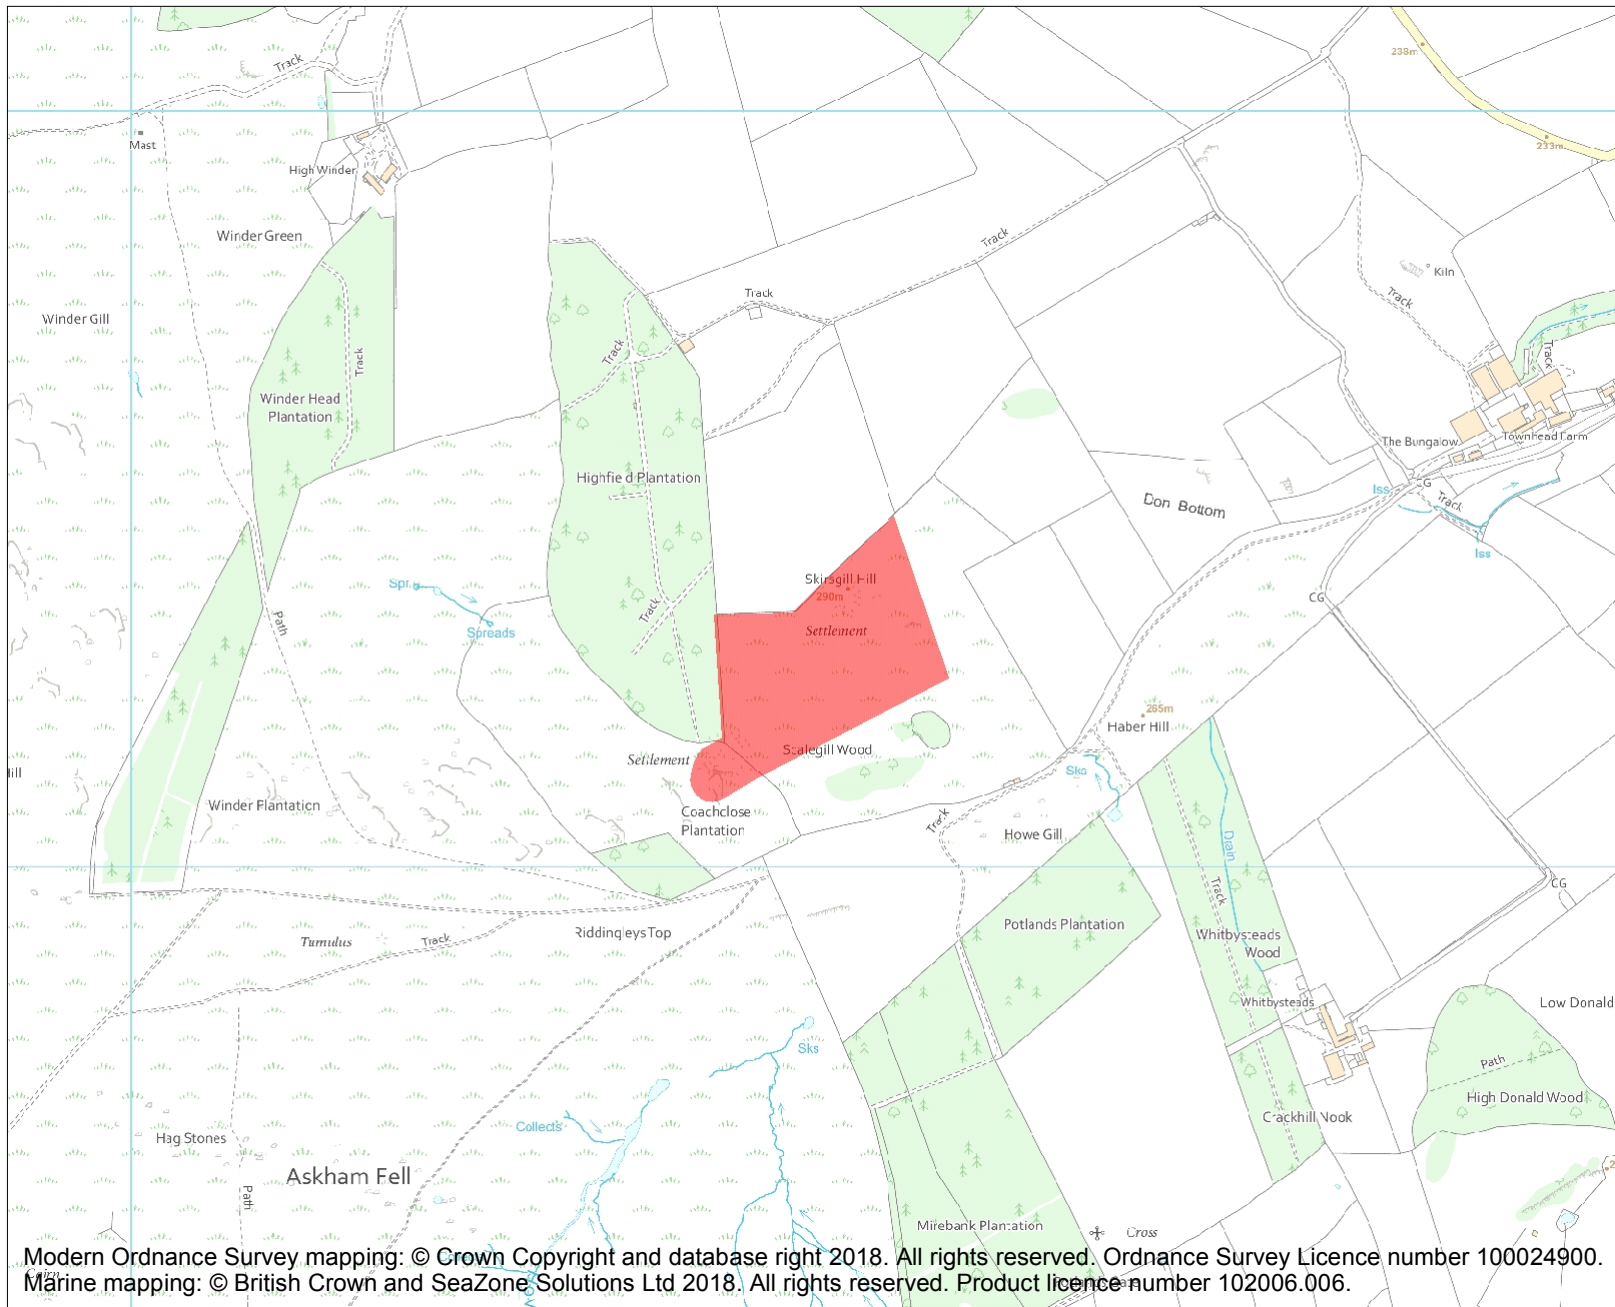 238m
Track
Mast
233m
High Winder
Winder Green
Track
Kiln
Track
Track
Winder Gill
Track
Track
Track
Winder Head
Plantation
The Bungalow
Townhead Farm
Highfield Plantation
CG
Iss
Track
Don Bottom
Iss
Skirsgill Hill
290m
Spr
CG
Track
Path
Settlement
Spreads
265m
Haber Hill
Scalegill Wood
Settlement
Winder Plantation
Coachclose
Plantation
Track
Howe Gill
Drain
CG
Track
Potlands Plantation
Riddingleys Top
Whitbysteads
Wood
Tumulus
Track
Whitbysteads
Low Donald
Sks
Path
High Donald Wood
Collects
Crackhill Nook
Hag Stones
Askham Fell
Path
Mirebank Plantation
Cross
Modern Ordnance Survey mapping: © Crown Copyright and database right 2018. All rights reserved. Ordnance Survey Licence number 100024900.
Cairn
Marine mapping: © British Crown and SeaZone Solutions Ltd 2018. All rights reserved. Product licence number 102006.006.